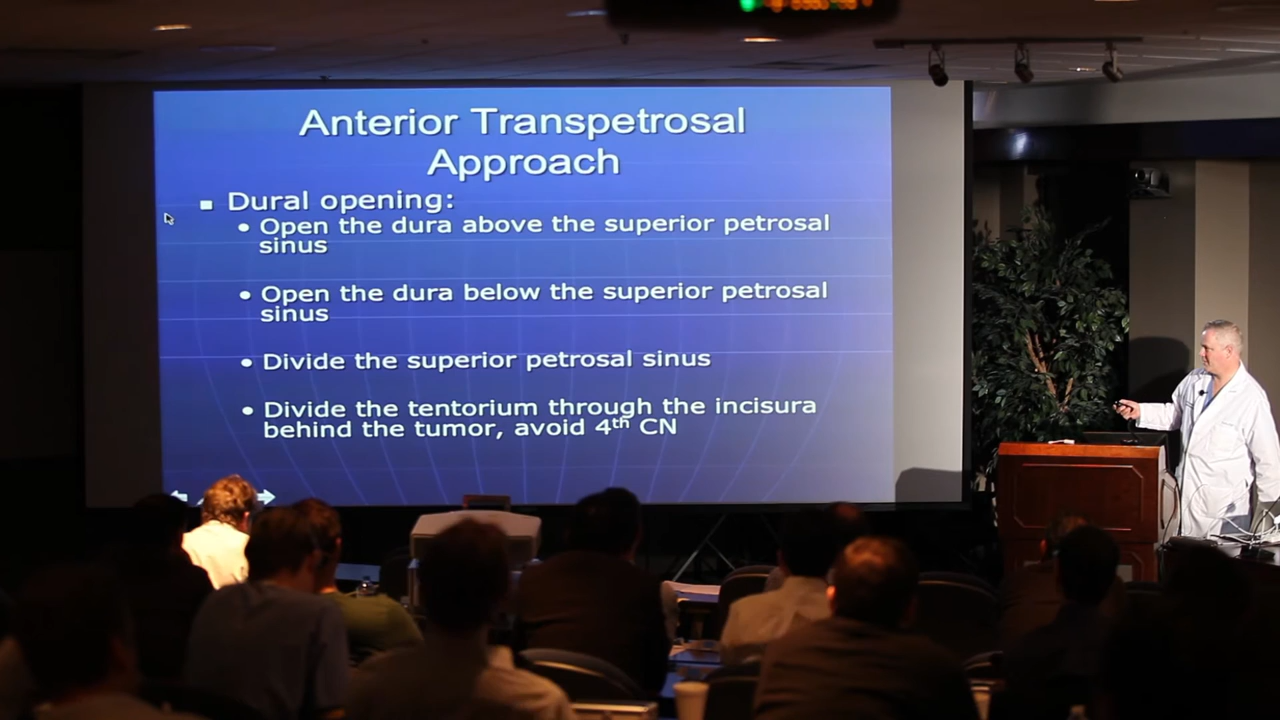 Anterior Transpetrosal
Approach
Dural opening:
Open the dura above the superior petrosal
sinus
Open the dura below the superior petrosal
sinus
Divide the superior petrosal sinus
Divide the tentorium through the incisura
behind the tumor, avoid 4th CN